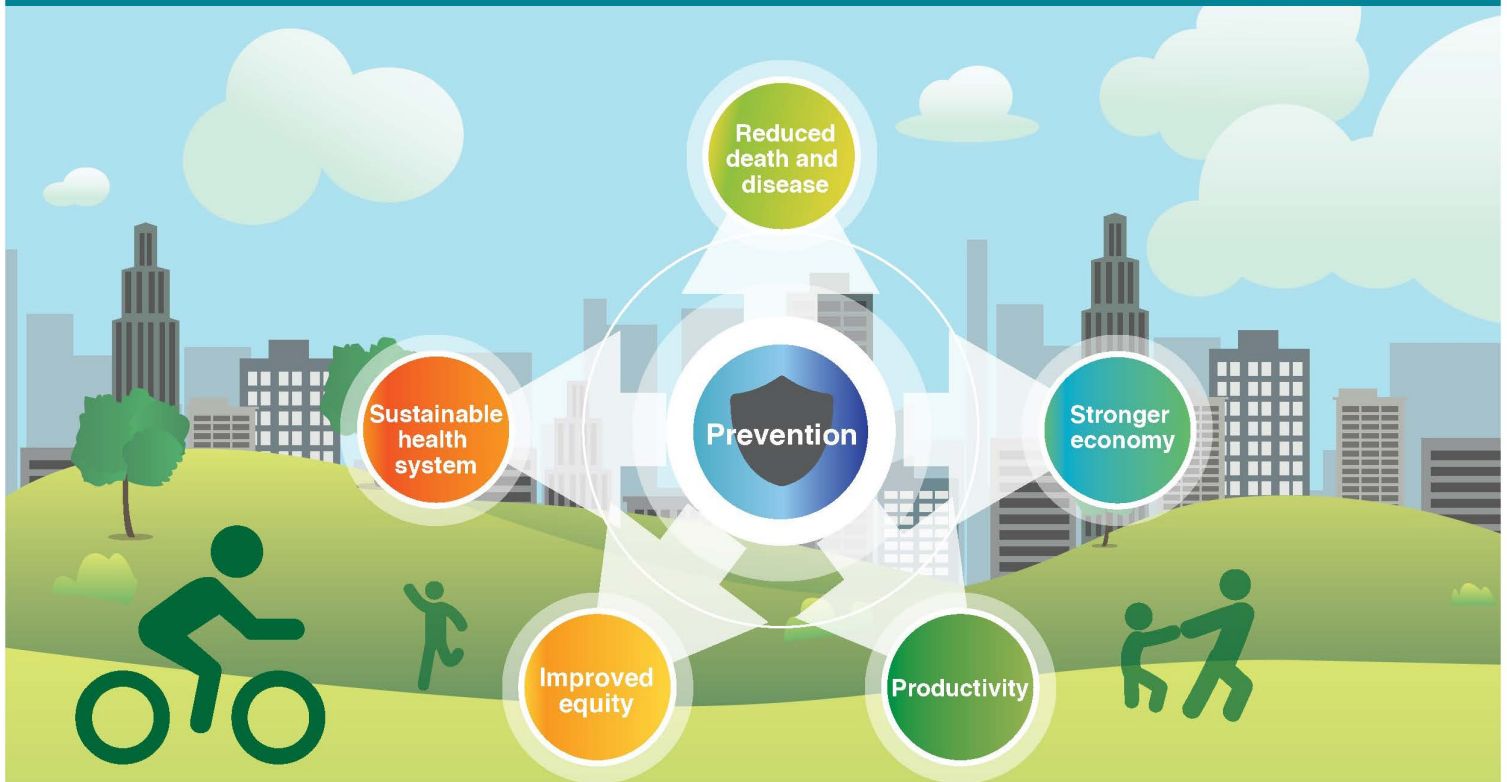 Reduced
death and
disease
Sustainable
health
system
Prevention
Stronger
economy
Improved
equity
Productivity